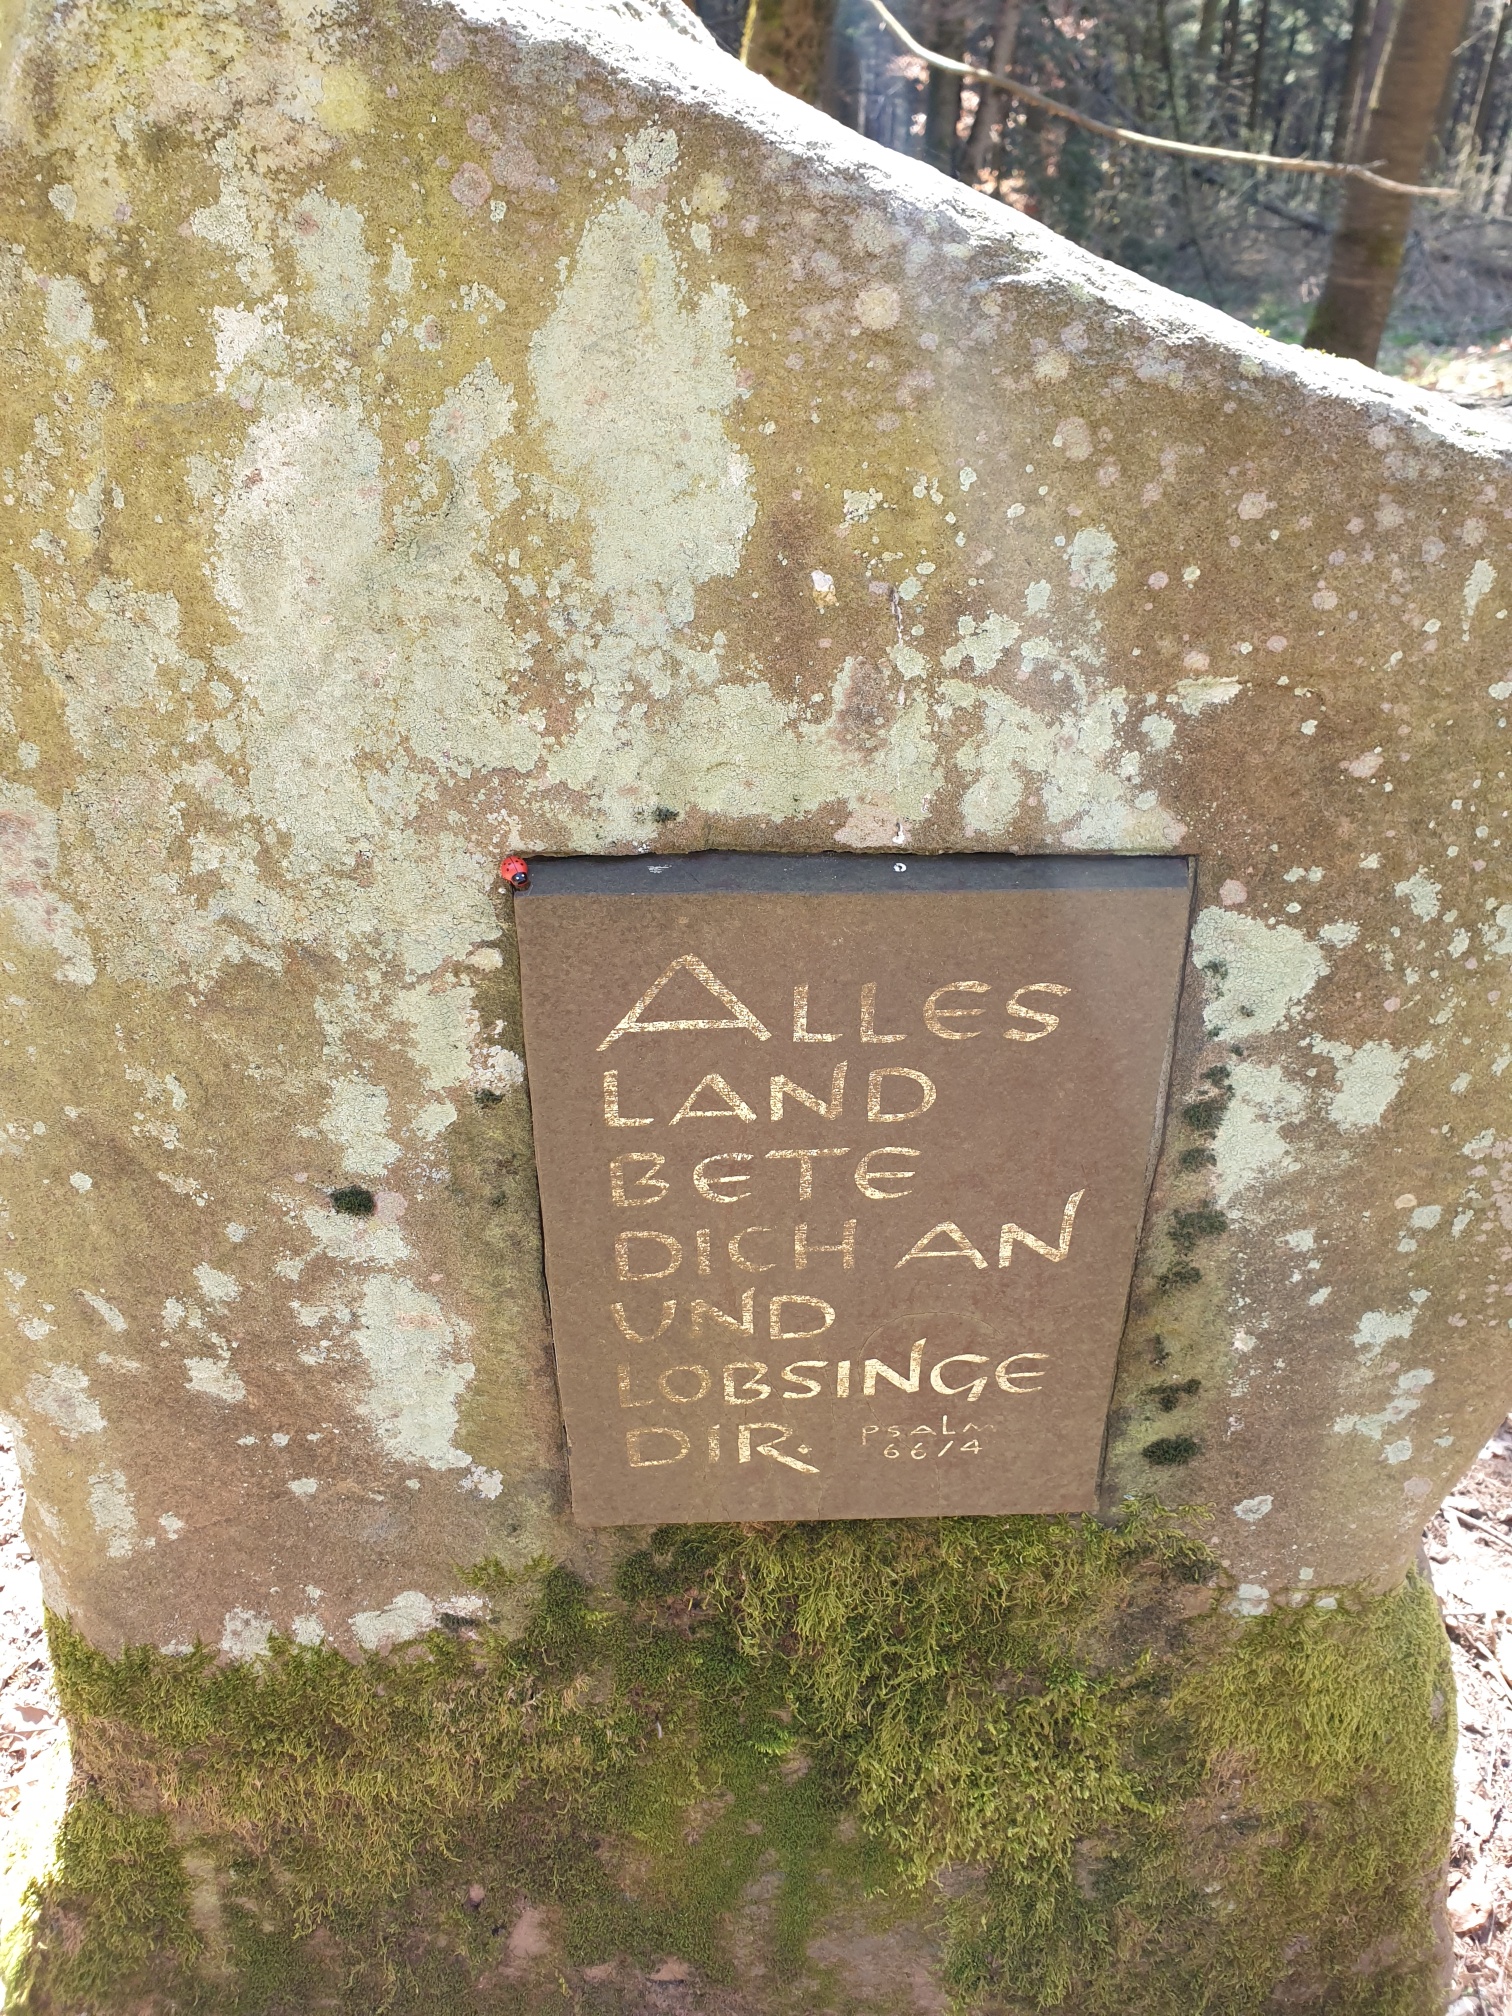 ALLES
LAND
BETE
DICH AN
UND
LOBSINGE
DIR.
PSALM
66/4